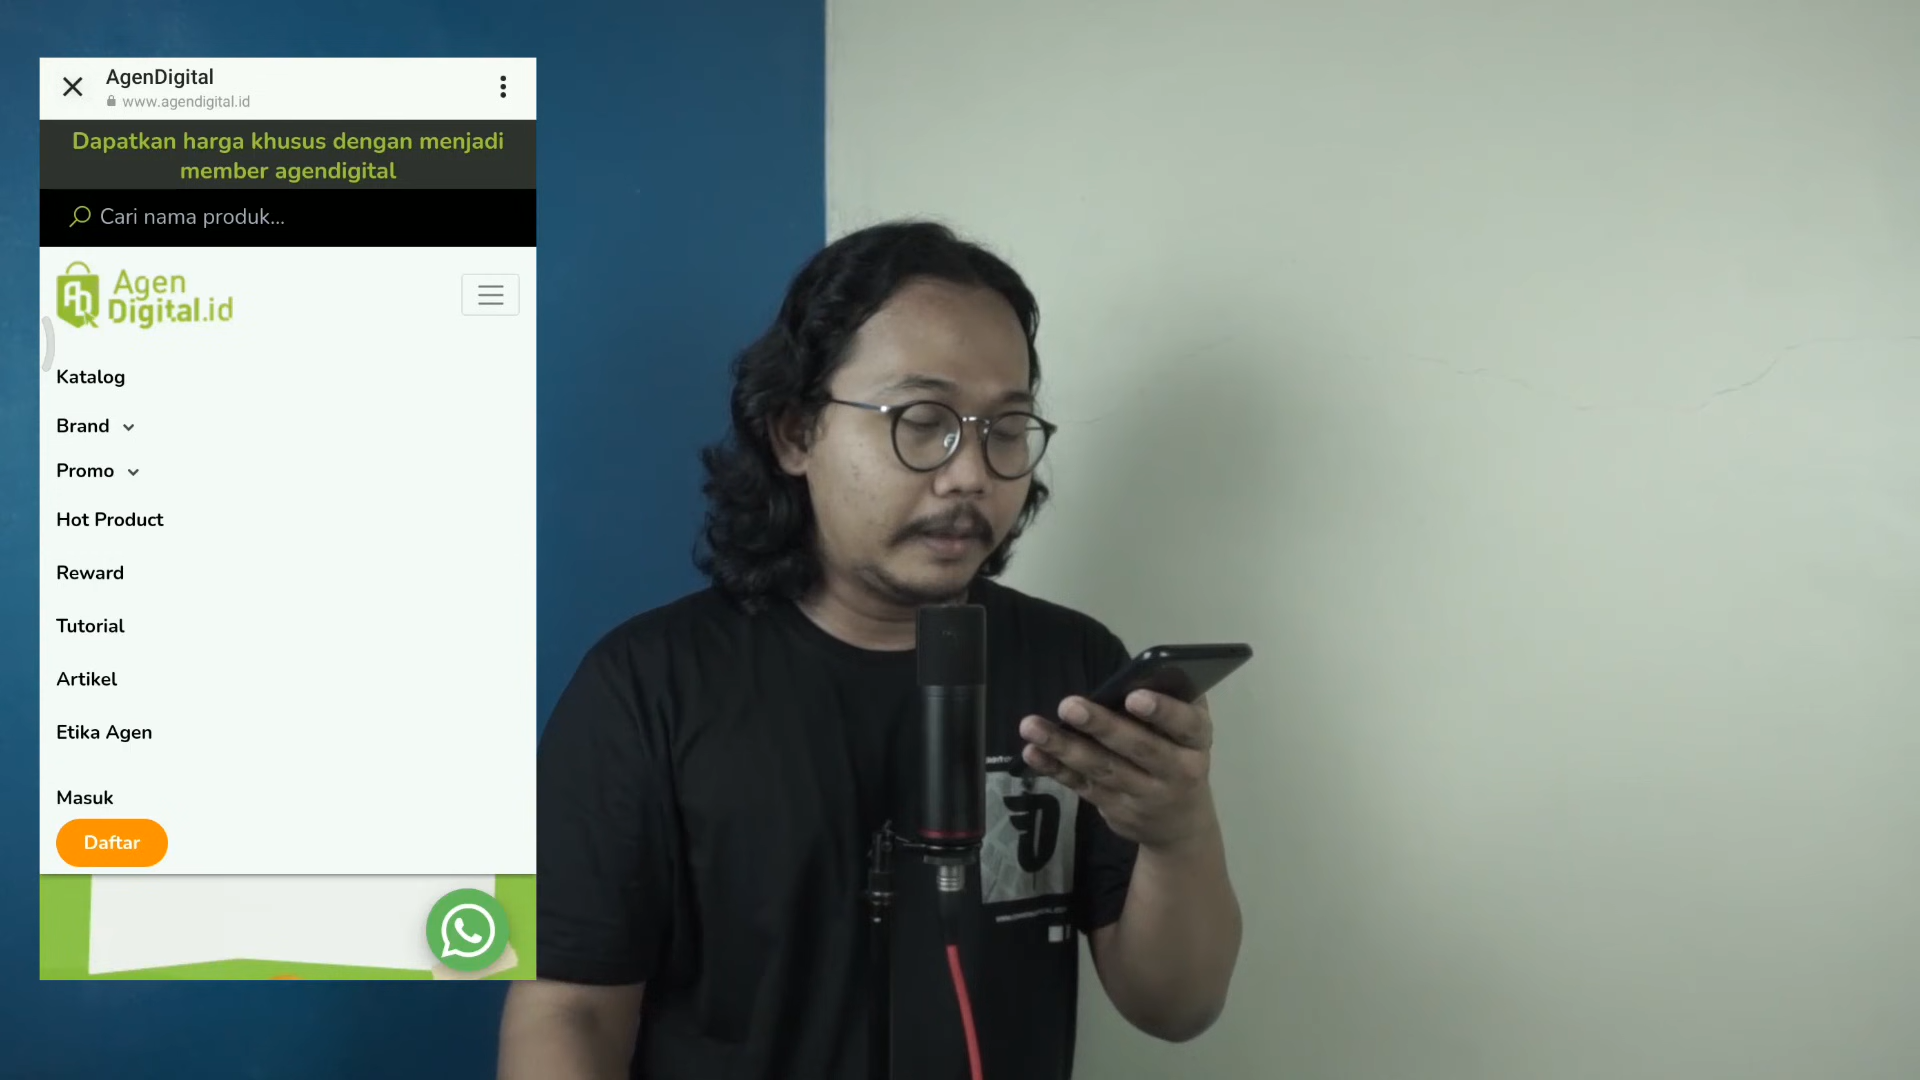 AgenDigital
www.agendigital.id
Dapatkan harga khusus dengan menjadi
member agendigital
Cari nama produk...
Agen
Digital.id
Katalog
Brand
Promo
Hot Product
Reward
Tutorial
Artikel
Etika Agen
Masuk
Daftar